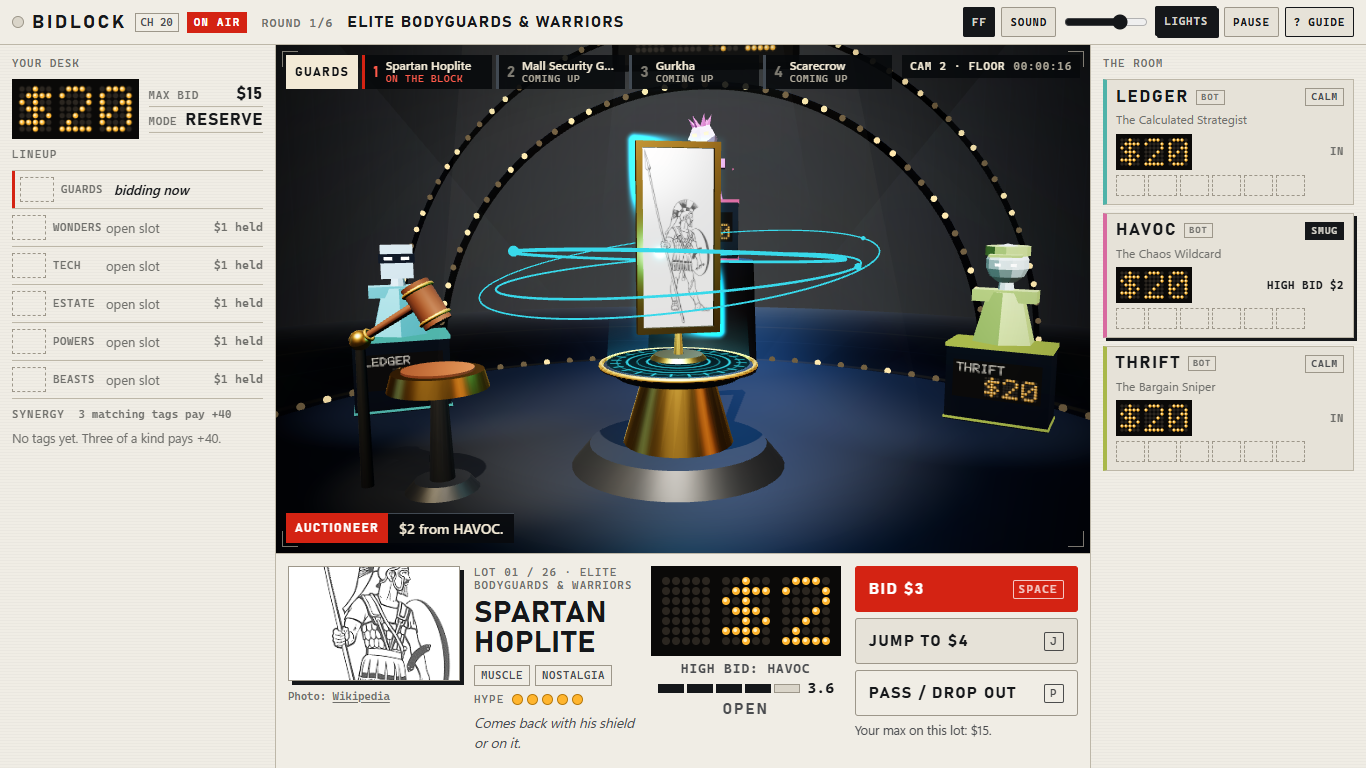 BIDLOCK CH 20 ON AIR ROUND 1/6 ELITE BODYGUARDS & WARRIORS FF SOUND LIGHTS PAUSE ? GUIDE
YOUR DESK
$20
MAX BID $15
MODE RESERVE
LINEUP
GUARDS bidding now
WONDERS open slot $1 held
TECH open slot $1 held
ESTATE open slot $1 held
POWERS open slot $1 held
BEASTS open slot $1 held
SYNERGY 3 matching tags pay +40
No tags yet. Three of a kind pays +40.
GUARDS
1 Spartan Hoplite
ON THE BLOCK
2 Mall Security G...
COMING UP
3 Gurkha
COMING UP
4 Scarecrow
COMING UP
CAM 2 · FLOOR 00:00:16
LEDGER
THRIFT
$20
AUCTIONEER $2 from HAVOC.
Photo: Wikipedia
LOT 01 / 26 · ELITE
BODYGUARDS & WARRIORS
SPARTAN
HOPLITE
MUSCLE NOSTALGIA
HYPE
Comes back with his shield
or on it.
$2
HIGH BID: HAVOC
3.6
OPEN
BID $3 SPACE
JUMP TO $4 J
PASS / DROP OUT P
Your max on this lot: $15.
THE ROOM
LEDGER BOT CALM
The Calculated Strategist
$20 IN
HAVOC BOT SMUG
The Chaos Wildcard
$20 HIGH BID $2
THRIFT BOT CALM
The Bargain Sniper
$20 IN